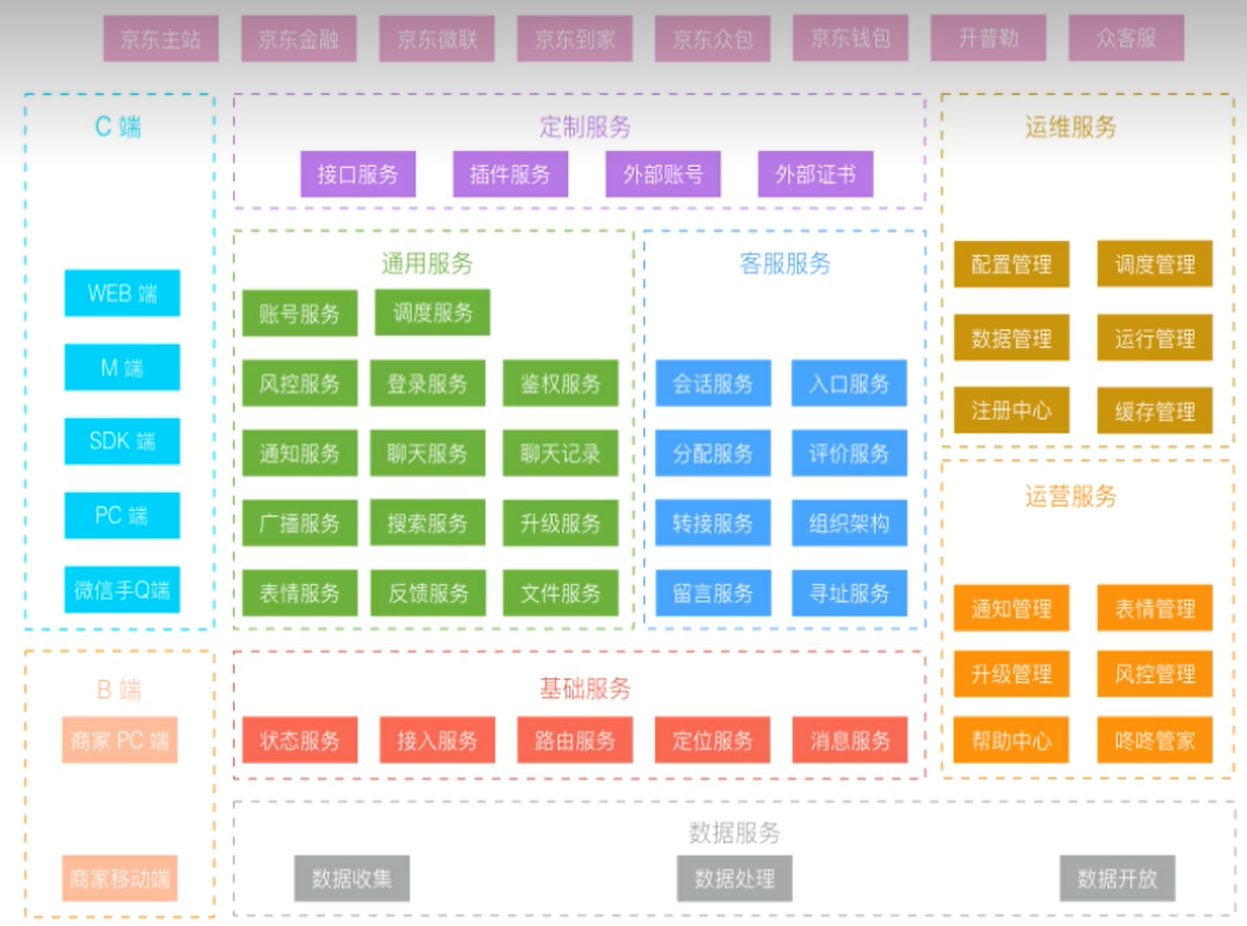 京东主站 京东金融 京东微联 京东到家 京东众包 京东钱包 开普勒 众客服
C 端
WEB 端
M 端
SDK 端
PC 端
微信手Q端
B 端
商家 PC 端
商家移动端
定制服务
接口服务 插件服务 外部账号 外部证书
通用服务
账号服务 调度服务
风控服务 登录服务 鉴权服务
通知服务 聊天服务 聊天记录
广播服务 搜索服务 升级服务
表情服务 反馈服务 文件服务
客服服务
会话服务 入口服务
分配服务 评价服务
转接服务 组织架构
留言服务 寻址服务
基础服务
状态服务 接入服务 路由服务 定位服务 消息服务
运维服务
配置管理 调度管理
数据管理 运行管理
注册中心 缓存管理
运营服务
通知管理 表情管理
升级管理 风控管理
帮助中心 咚咚管家
数据服务
数据收集 数据处理 数据开放